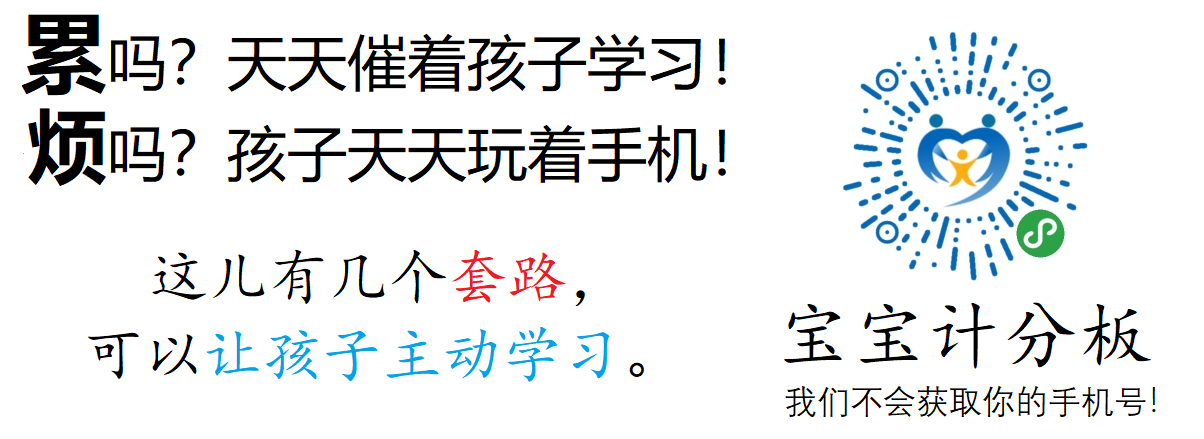 累吗？天天催着孩子学习！
烦吗？孩子天天玩着手机！
这儿有几个套路，
可以让孩子主动学习。
宝宝计分板
我们不会获取你的手机号！